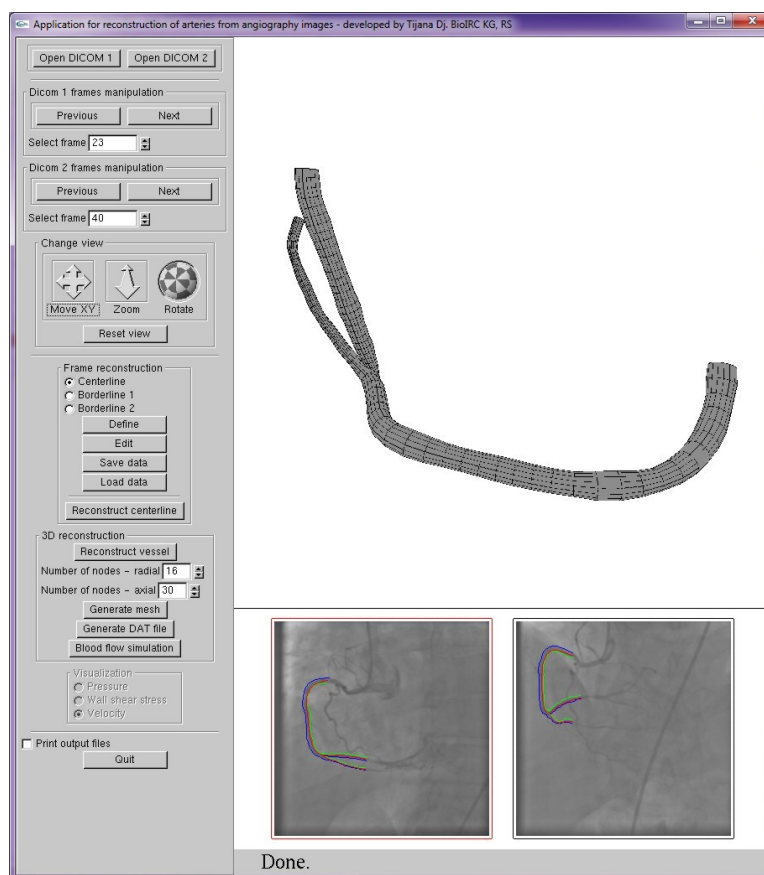 Application for reconstruction of arteries from angiography images - developed by Tijana Dj. BioIRC KG, RS
Open DICOM 1 Open DICOM 2
Dicom 1 frames manipulation
Previous Next
Select frame 23
Dicom 2 frames manipulation
Previous Next
Select frame 40
Change view
Move XY Zoom Rotate
Reset view
Frame reconstruction
Centerline
Borderline 1
Borderline 2
Define
Edit
Save data
Load data
Reconstruct centerline
3D reconstruction
Reconstruct vessel
Number of nodes - radial 16
Number of nodes - axial 30
Generate mesh
Generate DAT file
Blood flow simulation
Visualization
Pressure
Wall shear stress
Velocity
Print output files
Quit
Done.